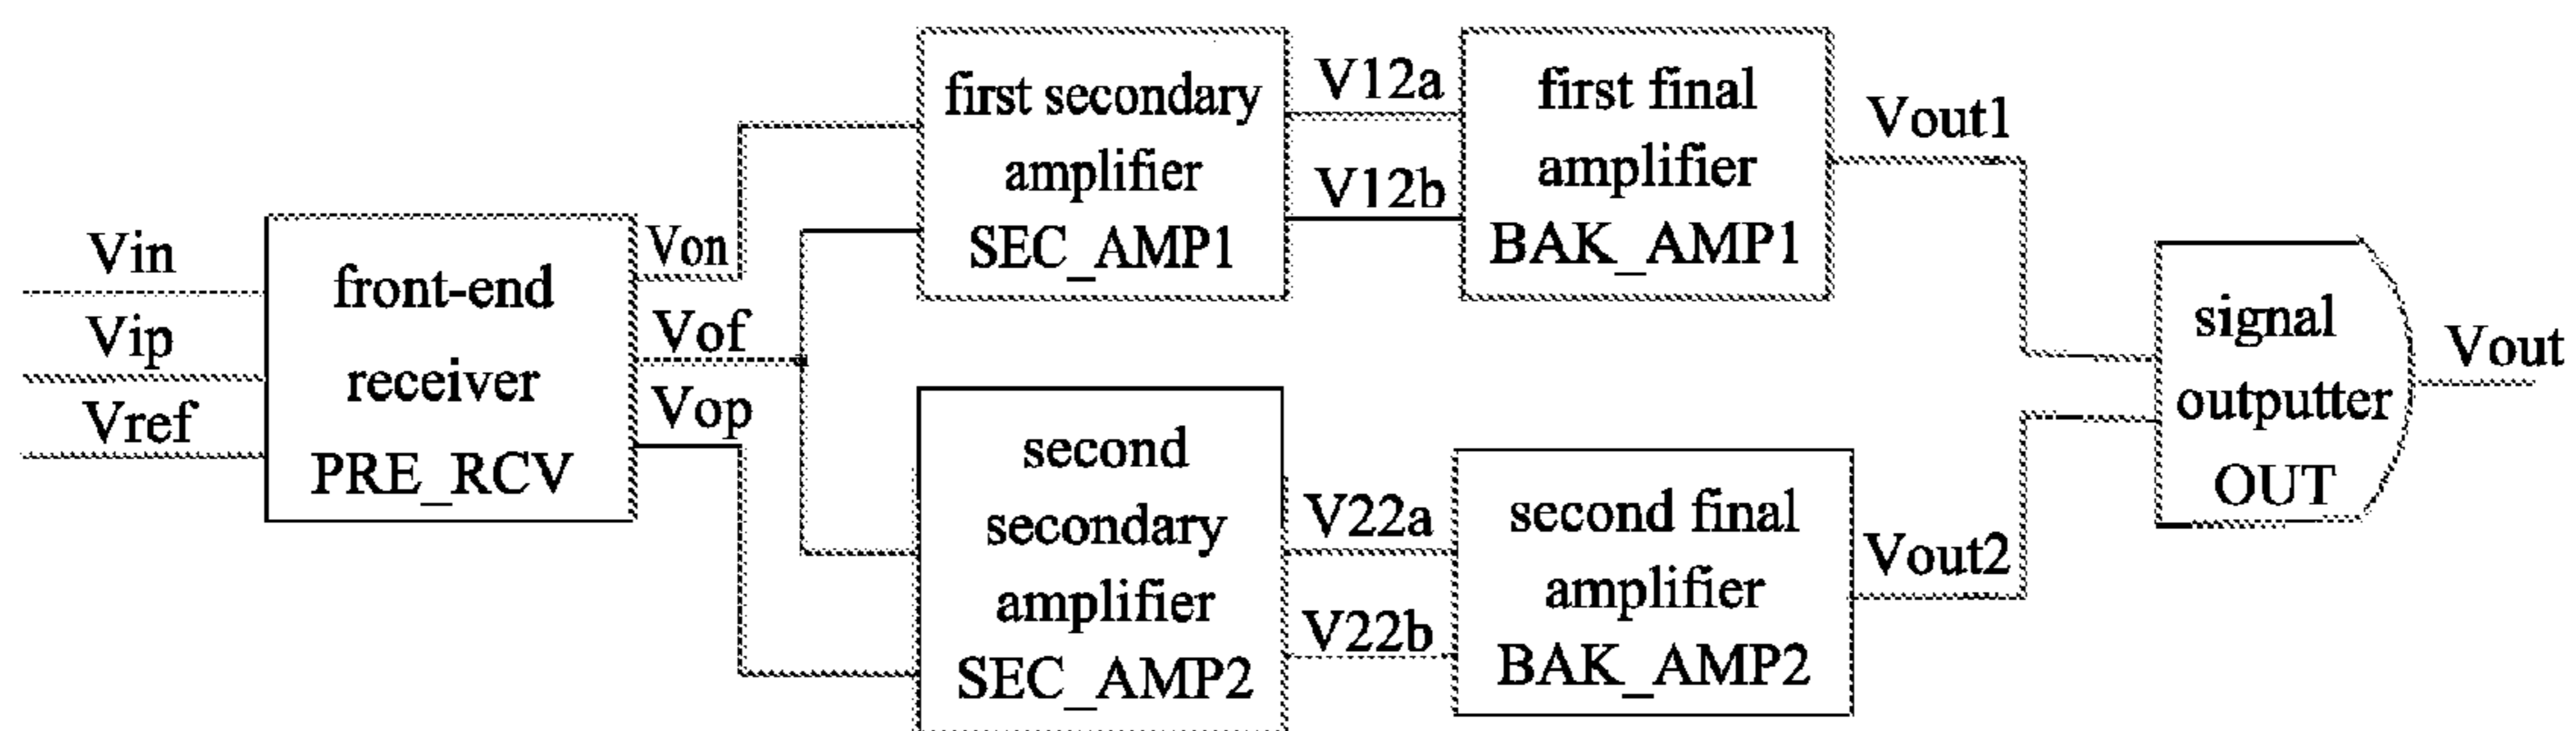 Vin
Vip
Vref
front-end
receiver
PRE_RCV
Von
Vof
Vop
first secondary
amplifier
SEC_AMP1
V12a
V12b
first final
amplifier
BAK_AMP1
Vout1
second
secondary
amplifier
SEC_AMP2
V22a
V22b
second final
amplifier
BAK_AMP2
Vout2
signal
outputter
OUT
Vout